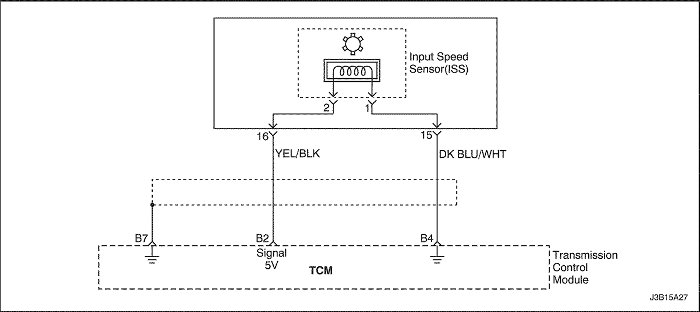 Input Speed
Sensor(ISS)
2 1
16 15
YEL/BLK DK BLU/WHT
B7 B2 B4
Signal
5V
TCM
Transmission
Control
Module
J3B15A27